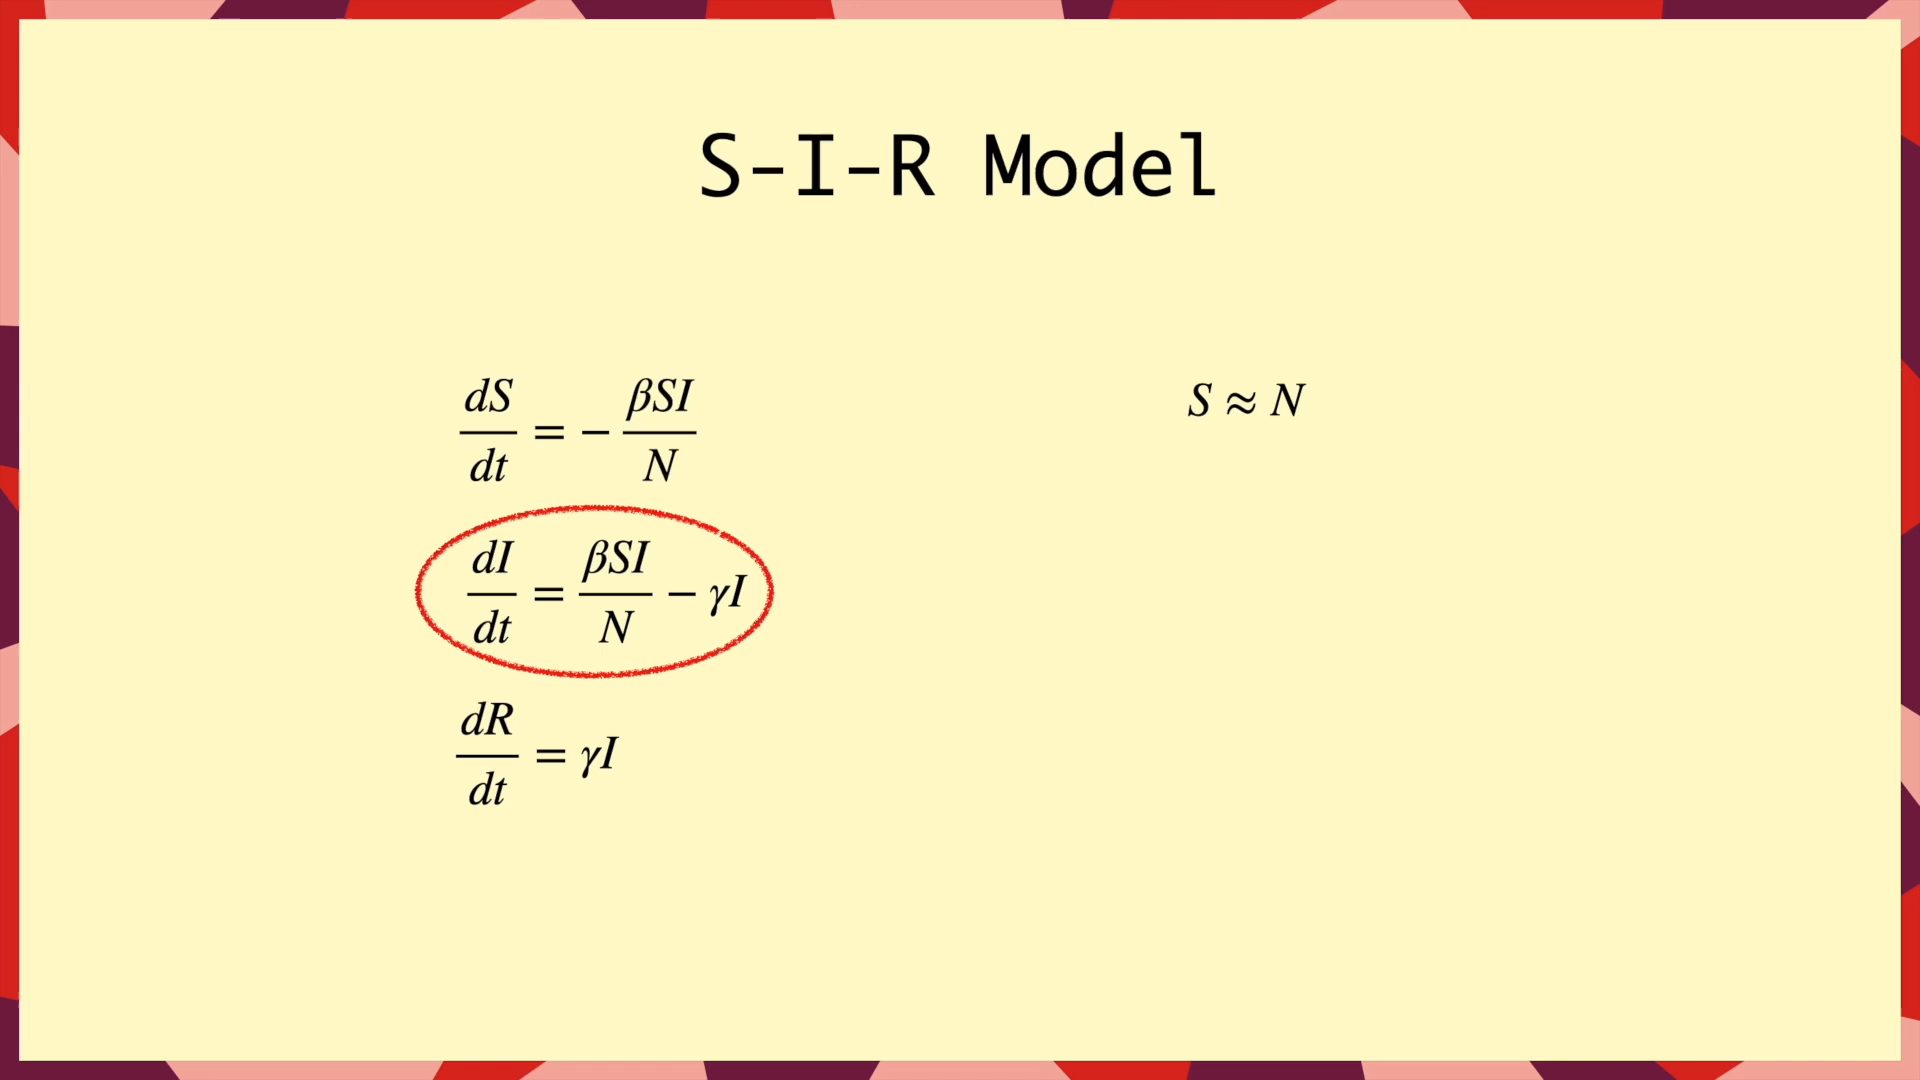 S-I-R Model
dS/dt = − βSI/N
S ≈ N
dI/dt = βSI/N − γI
dR/dt = γI